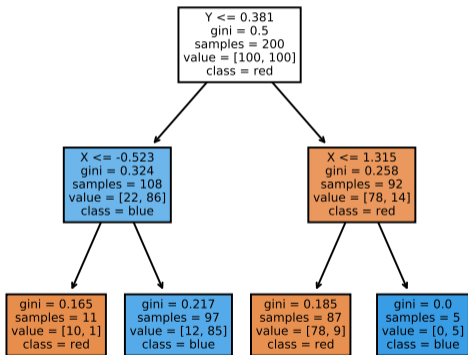 Y <= 0.381
gini = 0.5
samples = 200
value = [100, 100]
class = red
X <= -0.523
gini = 0.324
samples = 108
value = [22, 86]
class = blue
X <= 1.315
gini = 0.258
samples = 92
value = [78, 14]
class = red
gini = 0.165
samples = 11
value = [10, 1]
class = red
gini = 0.217
samples = 97
value = [12, 85]
class = blue
gini = 0.185
samples = 87
value = [78, 9]
class = red
gini = 0.0
samples = 5
value = [0, 5]
class = blue